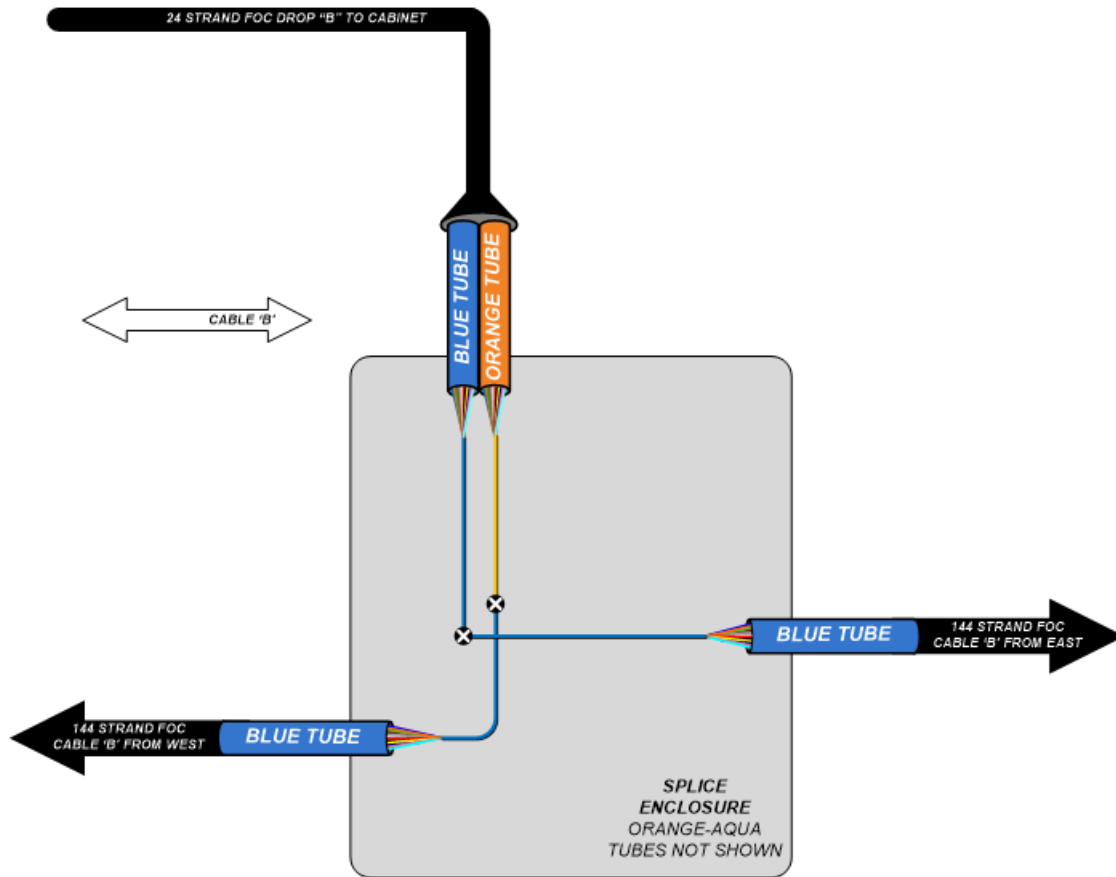 24 STRAND FOC DROP “B” TO CABINET
BLUE TUBE
ORANGE TUBE
CABLE ‘B’
BLUE TUBE
144 STRAND FOC
CABLE ‘B’ FROM EAST
144 STRAND FOC
CABLE ‘B’ FROM WEST
BLUE TUBE
SPLICE
ENCLOSURE
ORANGE-AQUA
TUBES NOT SHOWN